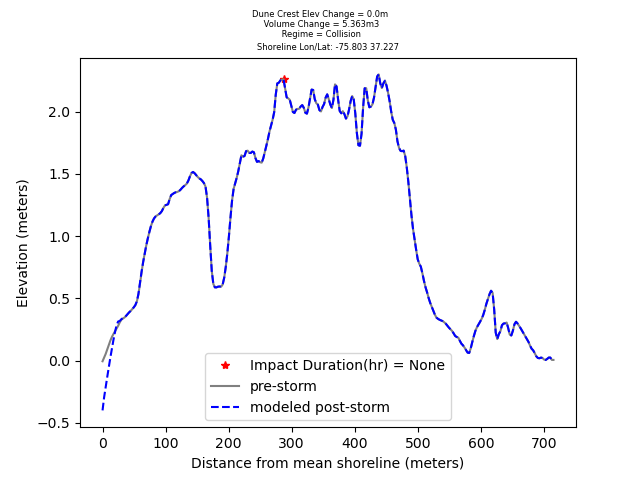 Dune Crest Elev Change = 0.0m
Volume Change = 5.363m3
Regime = Collision
Shoreline Lon/Lat: -75.803 37.227
2.0
1.5
1.0
0.5
0.0
−0.5
Elevation (meters)
Impact Duration(hr) = None
pre-storm
modeled post-storm
0 100 200 300 400 500 600 700
Distance from mean shoreline (meters)